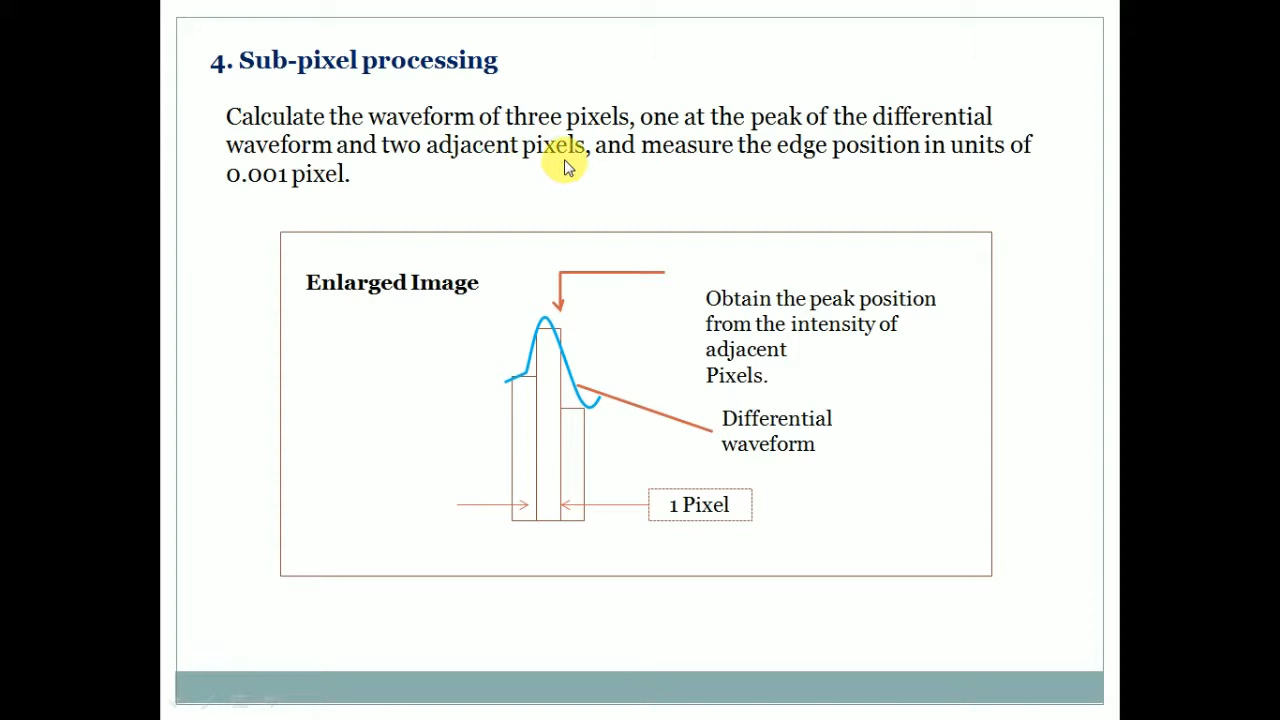 4. Sub-pixel processing
Calculate the waveform of three pixels, one at the peak of the differential
waveform and two adjacent pixels, and measure the edge position in units of
0.001 pixel.
Enlarged Image
Obtain the peak position
from the intensity of
adjacent
Pixels.
Differential
waveform
1 Pixel